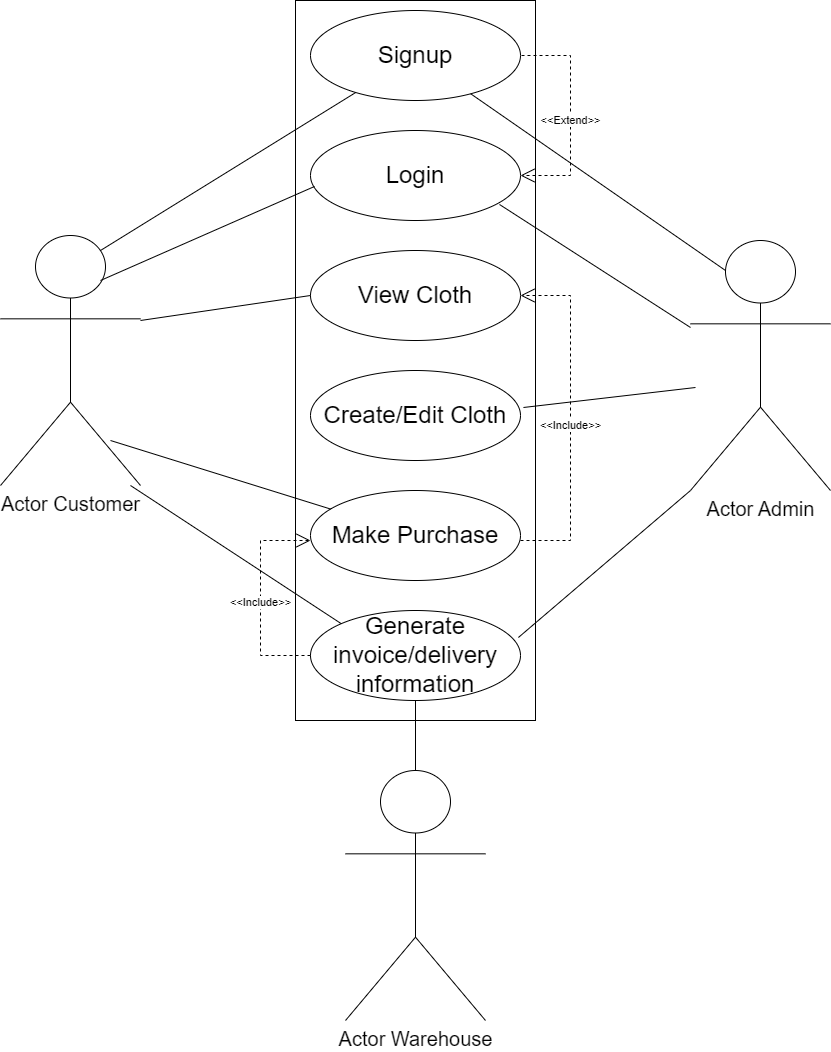 Signup
<<Extend>>
Login
View Cloth
Create/Edit Cloth
<<Include>>
Actor Customer
Actor Admin
Make Purchase
<<Include>>
Generate
invoice/delivery
information
Actor Warehouse